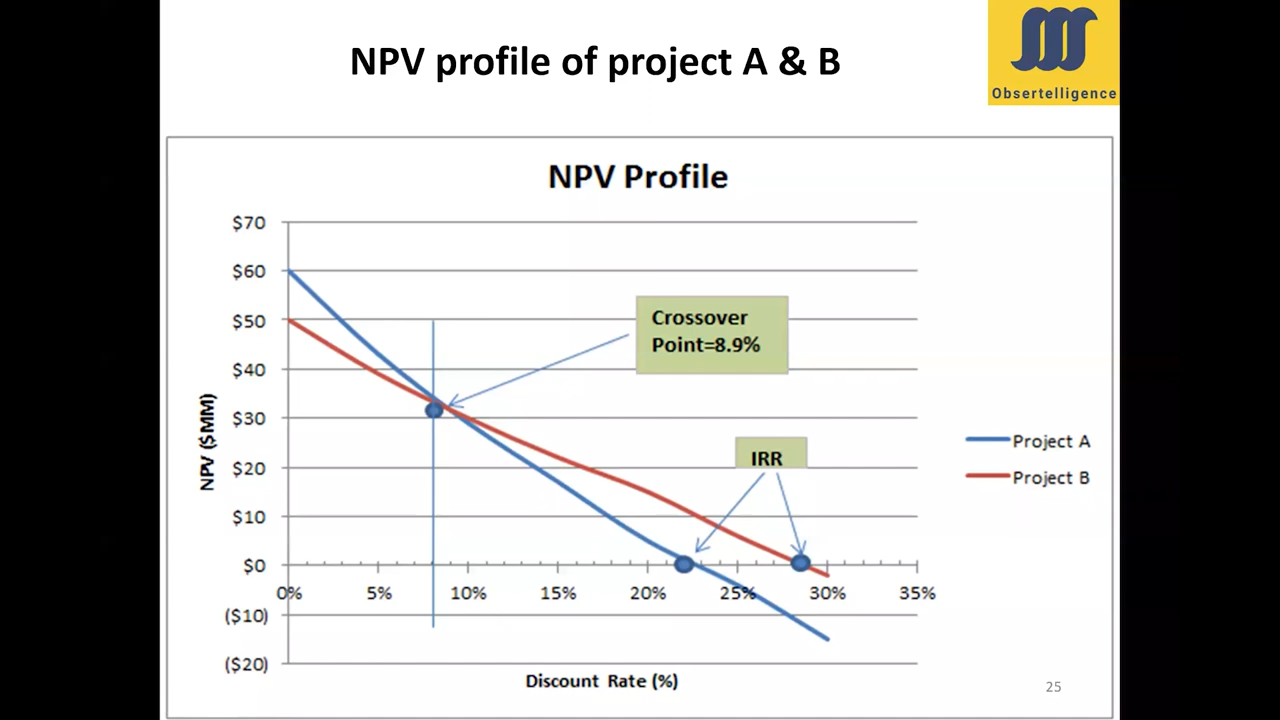 NPV profile of project A & B
Obsertelligence
NPV Profile
$70
$60
$50
$40
$30
$20
$10
$0
($10)
($20)
NPV ($MM)
0%
5%
10%
15%
20%
25%
30%
35%
Discount Rate (%)
Crossover
Point=8.9%
IRR
Project A
Project B
25